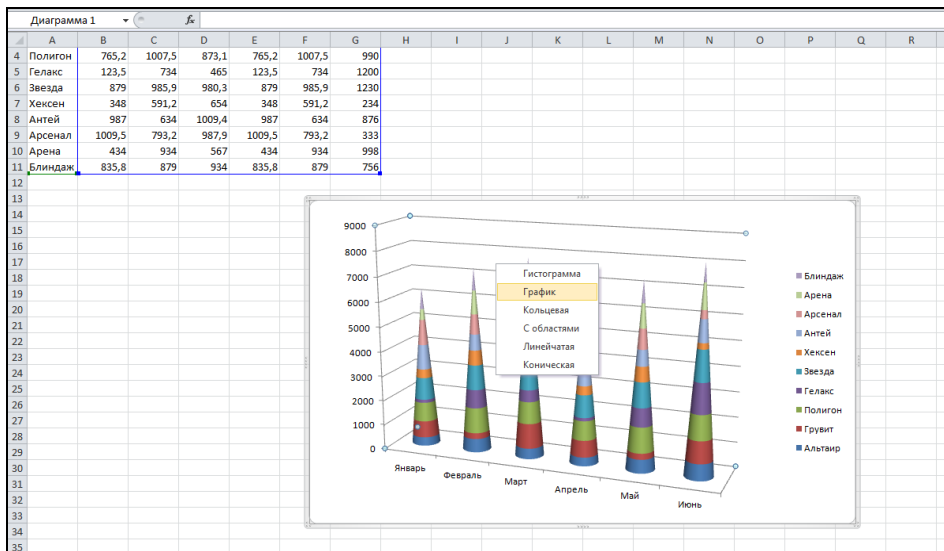 Диаграмма 1 fx
A B C D E F G H I J K L M N O P Q R
4 Полигон 765,2 1007,5 873,1 765,2 1007,5 990
5 Гелакс 123,5 734 465 123,5 734 1200
6 Звезда 879 985,9 980,3 879 985,9 1230
7 Хексен 348 591,2 654 348 591,2 234
8 Антей 987 634 1009,4 987 634 876
9 Арсенал 1009,5 793,2 987,9 1009,5 793,2 333
10 Арена 434 934 567 434 934 998
11 Блиндаж 835,8 879 934 835,8 879 756
12
13
14
15
16
17
18
19
20
21
22
23
24
25
26
27
28
29
30
31
32
33
34
35
9000
8000
7000
6000
5000
4000
3000
2000
1000
0
Январь
Февраль
Март
Апрель
Май
Июнь
Гистограмма
График
Кольцевая
С областями
Линейчатая
Коническая
Блиндаж
Арена
Арсенал
Антей
Хексен
Звезда
Гелакс
Полигон
Грувит
Альтаир